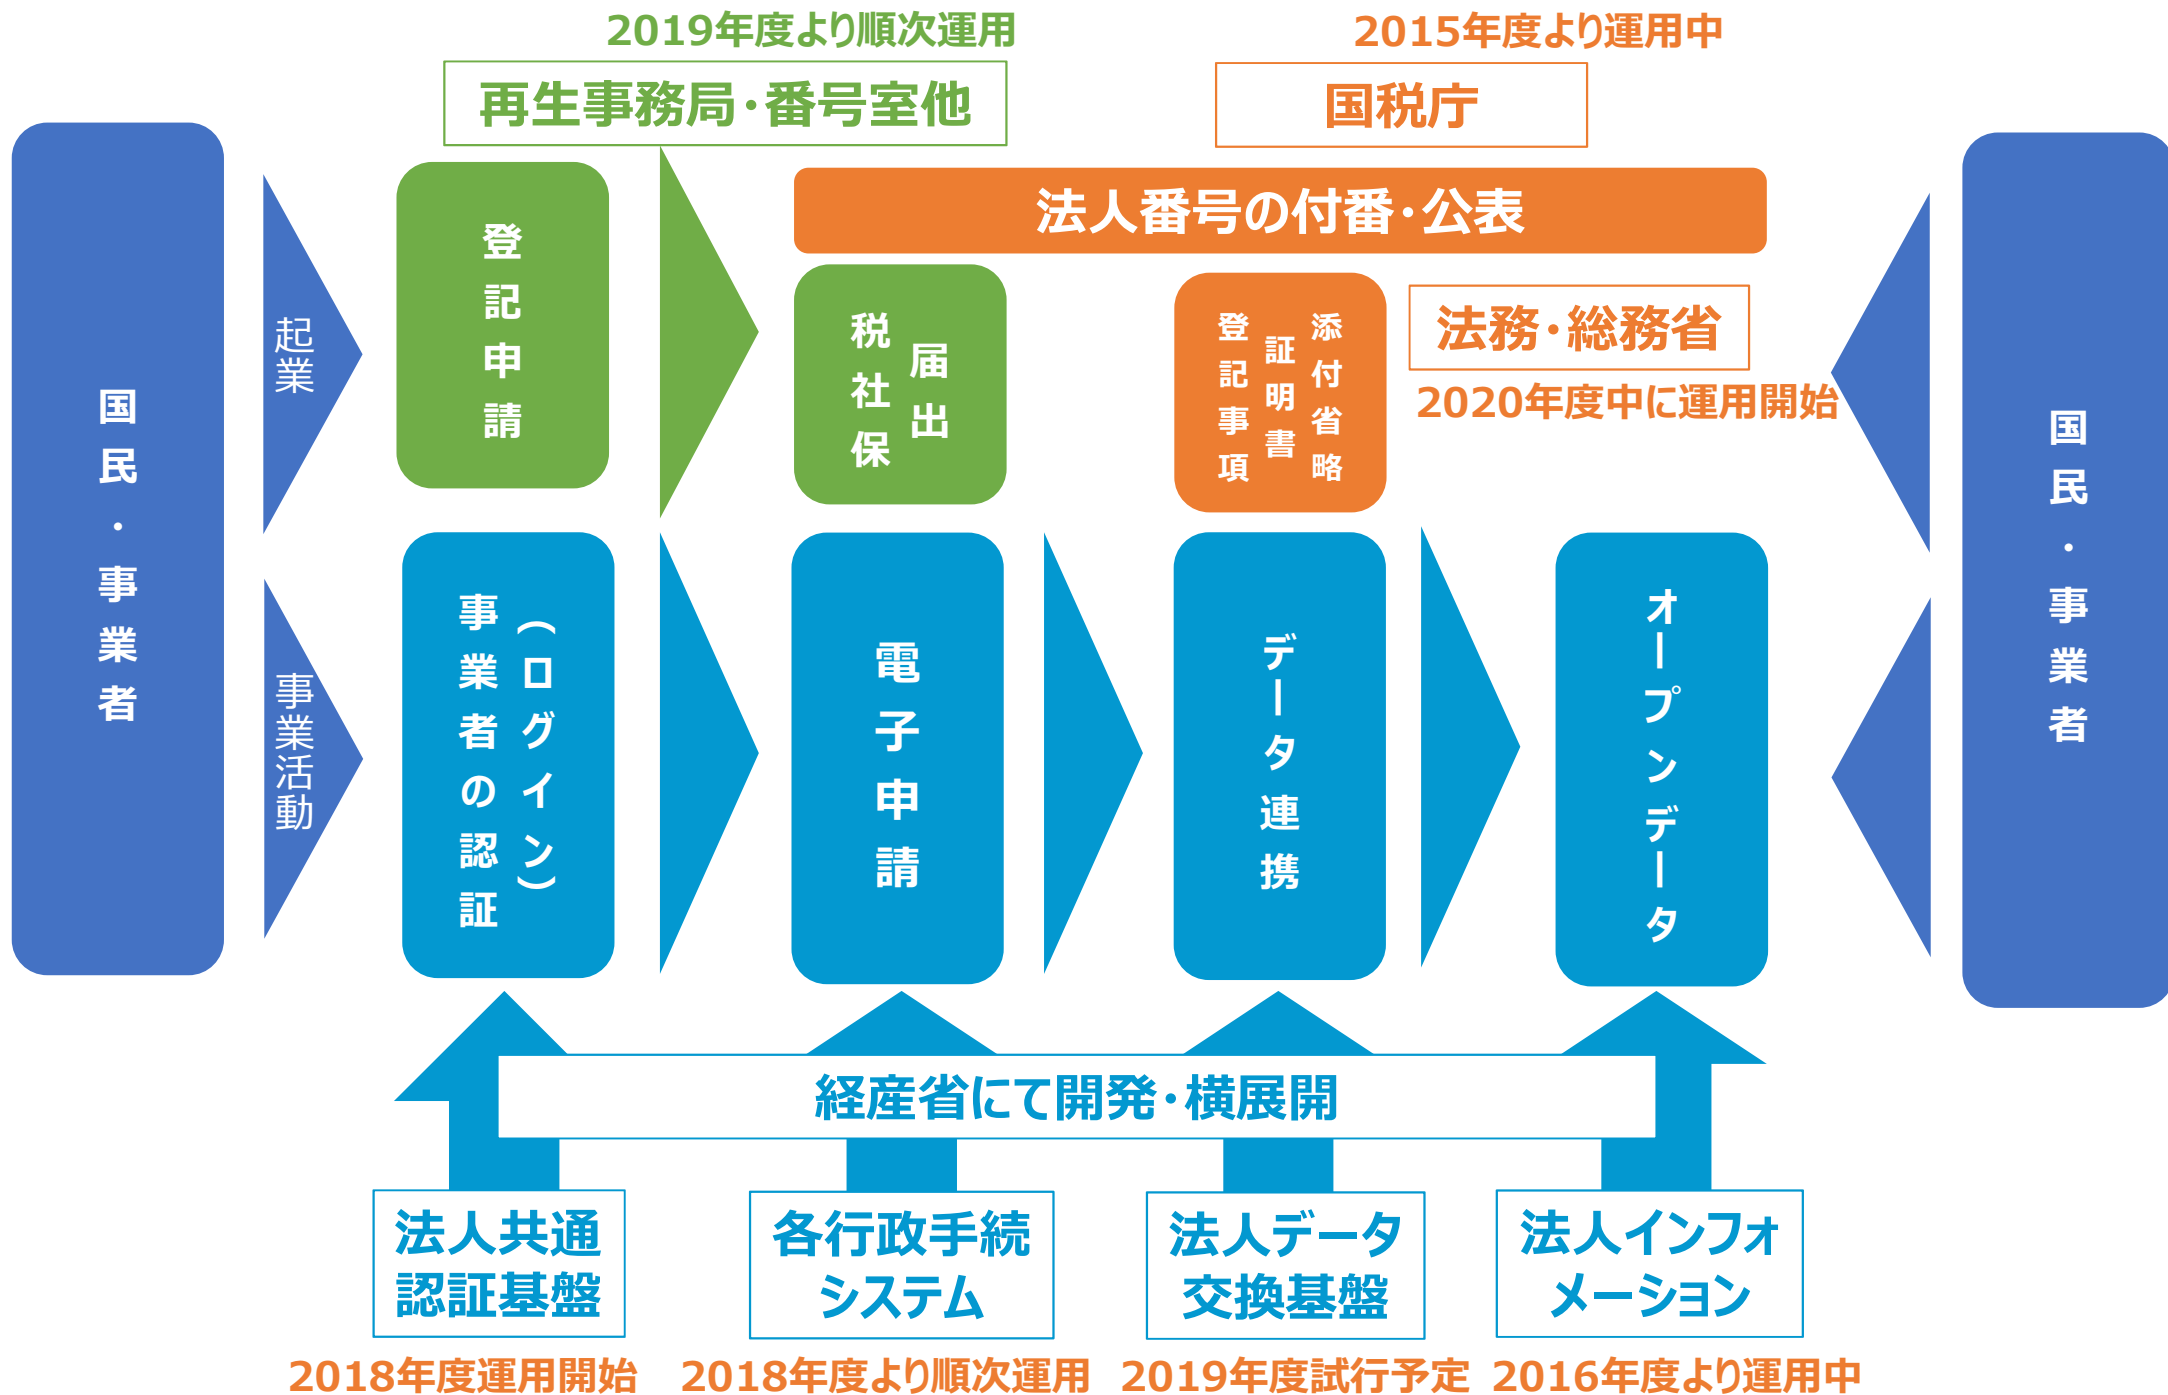 2019年度より順次運用
2015年度より運用中
再生事務局・番号室他
国税庁
国民・事業者
起業
登記申請
法人番号の付番・公表
税社保
届出
登記事項
証明書
添付省略
法務・総務省
2020年度中に運用開始
国民・事業者
事業活動
事業者の認証
（ログイン）
電子申請
データ連携
オープンデータ
経産省にて開発・横展開
法人共通
認証基盤
各行政手続
システム
法人データ
交換基盤
法人インフォ
メーション
2018年度運用開始
2018年度より順次運用
2019年度試行予定
2016年度より運用中